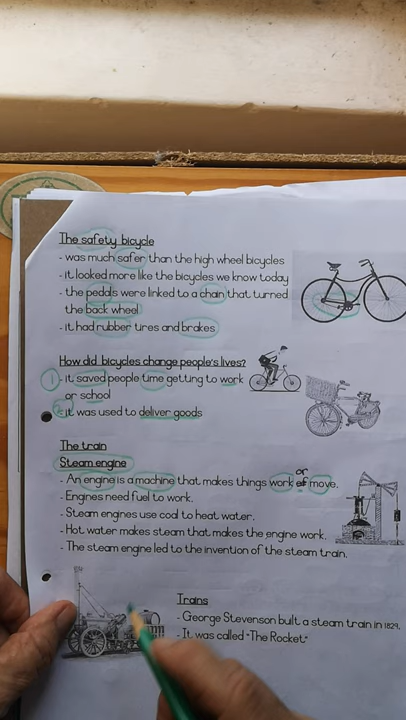 The safety bicycle
- was much safer than the high wheel bicycles
- it looked more like the bicycles we know today
- the pedals were linked to a chain that turned
the back wheel
- it had rubber tires and brakes
How did bicycles change people's lives?
1 - it saved people time getting to work
or school
2 - it was used to deliver goods
The train
Steam engine
or
- An engine is a machine that makes things work of move.
- Engines need fuel to work.
- Steam engines use coal to heat water.
- Hot water makes steam that makes the engine work.
- The steam engine led to the invention of the steam train.
Trains
- George Stevenson built a steam train in 1829.
- It was called "The Rocket."